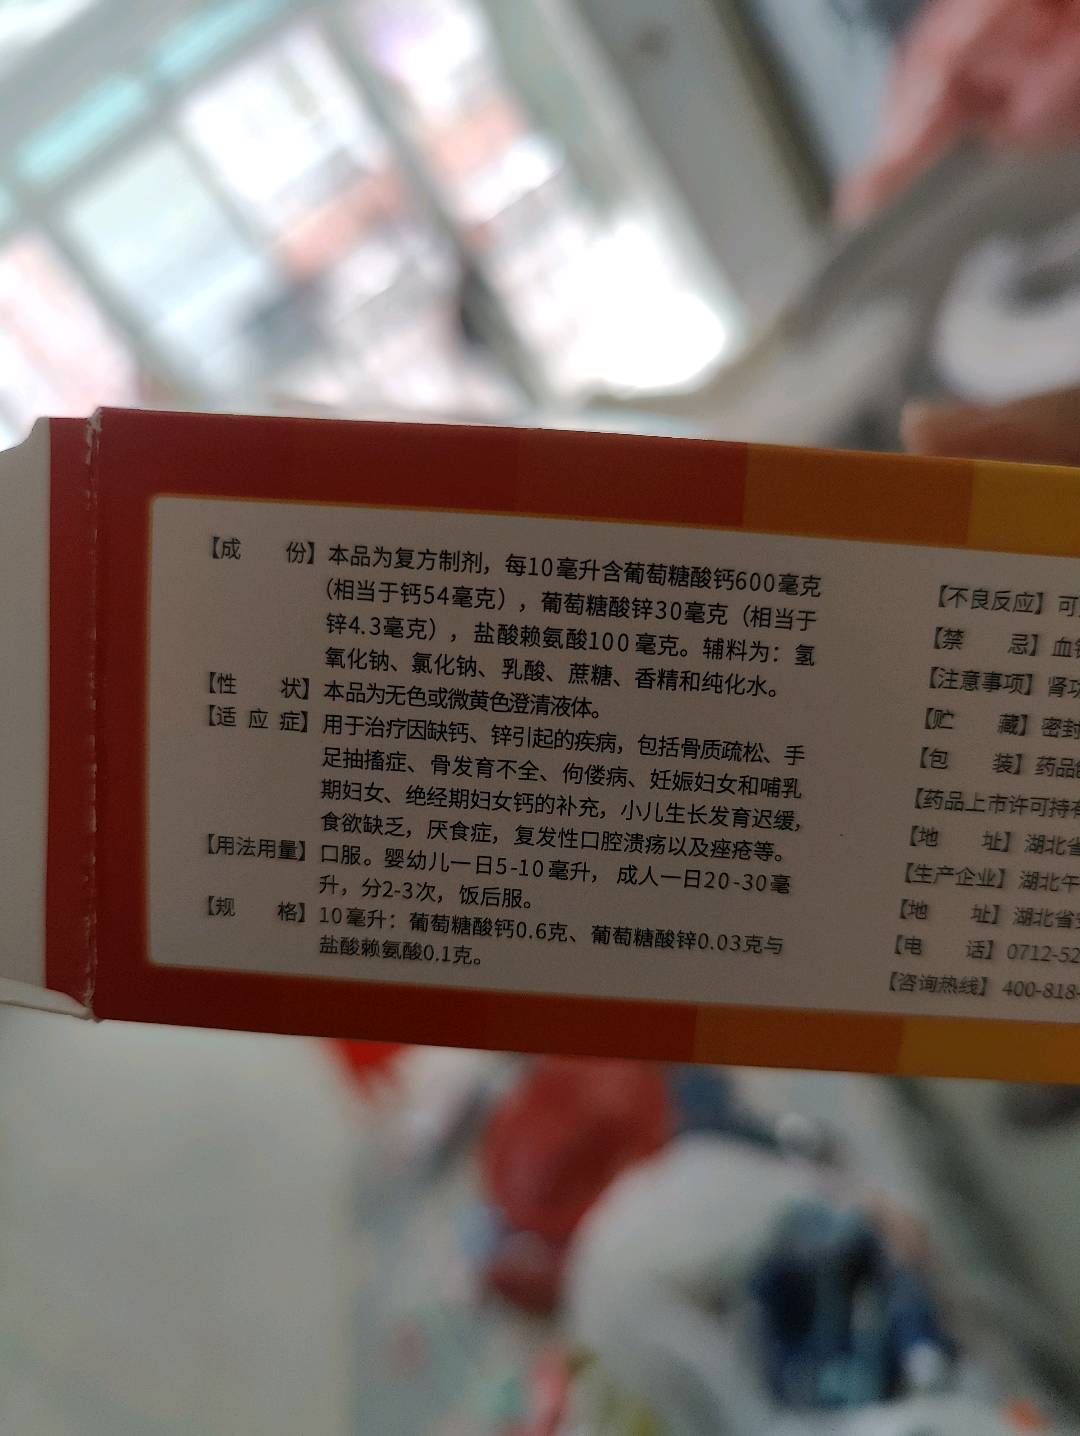 【成 份】本品为复方制剂，每10毫升含葡萄糖酸钙600毫克
(相当于钙54毫克），葡萄糖酸锌30毫克（相当于
锌4.3毫克），盐酸赖氨酸100毫克。辅料为：氢
氧化钠、氯化钠、乳酸、蔗糖、香精和纯化水。
【性 状】本品为无色或微黄色澄清液体。
【适 应 症】用于治疗因缺钙、锌引起的疾病，包括骨质疏松、手
足抽搐症、骨发育不全、佝偻病、妊娠妇女和哺乳
期妇女、绝经期妇女钙的补充，小儿生长发育迟缓，
食欲缺乏，厌食症，复发性口腔溃疡以及痤疮等。
【用法用量】口服。婴幼儿一日5-10毫升，成人一日20-30毫
升，分2-3次，饭后服。
【规 格】10毫升：葡萄糖酸钙0.6克、葡萄糖酸锌0.03克与
盐酸赖氨酸0.1克。
【不良反应】可
【禁 忌】血钙
【注意事项】肾功
【贮 藏】密封
【包 装】药品
【药品上市许可持有
【地 址】湖北省
【生产企业】湖北午
【地 址】湖北省
【电 话】0712-52
【咨询热线】400-818-